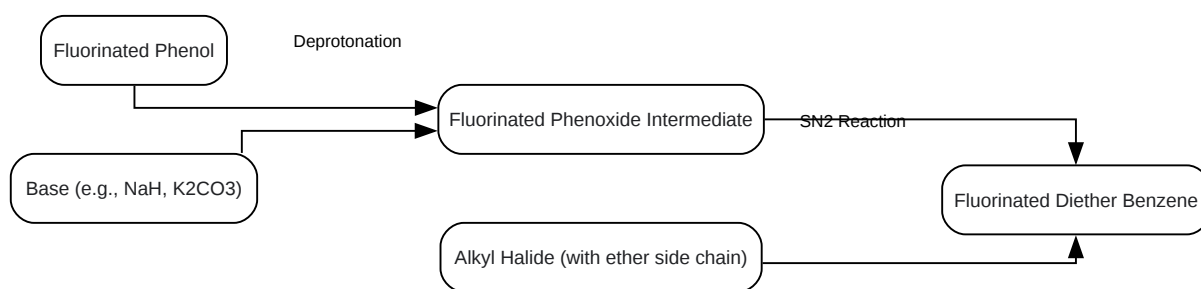 Fluorinated Phenol
Deprotonation
Base (e.g., NaH, K2CO3)
Fluorinated Phenoxide Intermediate
SN2 Reaction
Alkyl Halide (with ether side chain)
Fluorinated Diether Benzene